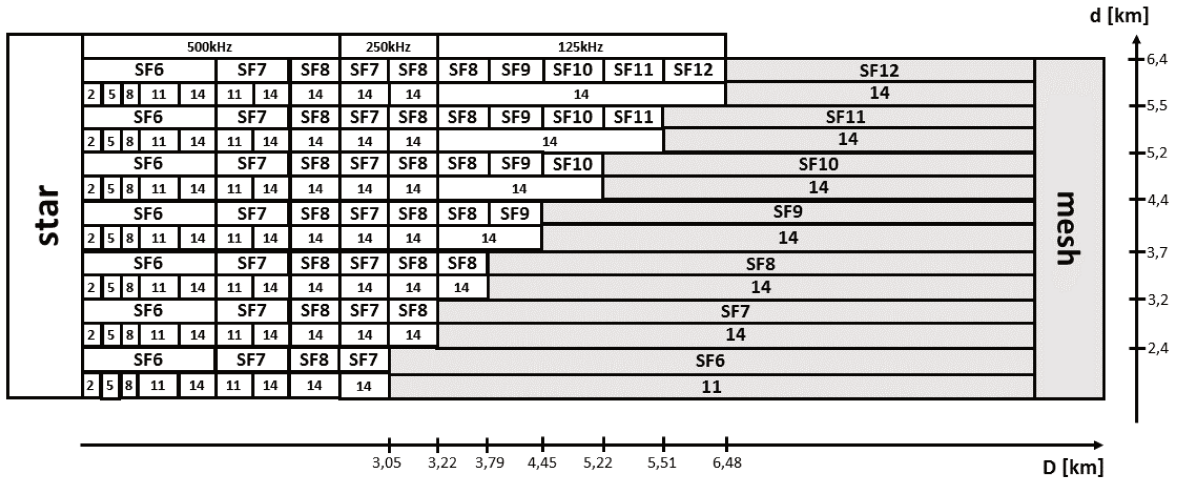 d [km]
500kHz 250kHz 125kHz
SF6 SF7 SF8 SF7 SF8 SF8 SF9 SF10 SF11 SF12 SF12 6,4
2 5 8 11 14 11 14 14 14 14 14 14
SF6 SF7 SF8 SF7 SF8 SF8 SF9 SF10 SF11 SF11 5,5
2 5 8 11 14 11 14 14 14 14 14 14
SF6 SF7 SF8 SF7 SF8 SF8 SF9 SF10 SF10 5,2
2 5 8 11 14 11 14 14 14 14 14 14
star
SF6 SF7 SF8 SF7 SF8 SF8 SF9 SF9 4,4
2 5 8 11 14 11 14 14 14 14 14 14
mesh
SF6 SF7 SF8 SF7 SF8 SF8 SF8 3,7
2 5 8 11 14 11 14 14 14 14 14 14
SF6 SF7 SF8 SF7 SF8 SF7 3,2
2 5 8 11 14 11 14 14 14 14 14
SF6 SF7 SF8 SF7 SF6 2,4
2 5 8 11 14 11 14 14 14 11
3,05 3,22 3,79 4,45 5,22 5,51 6,48
D [km]